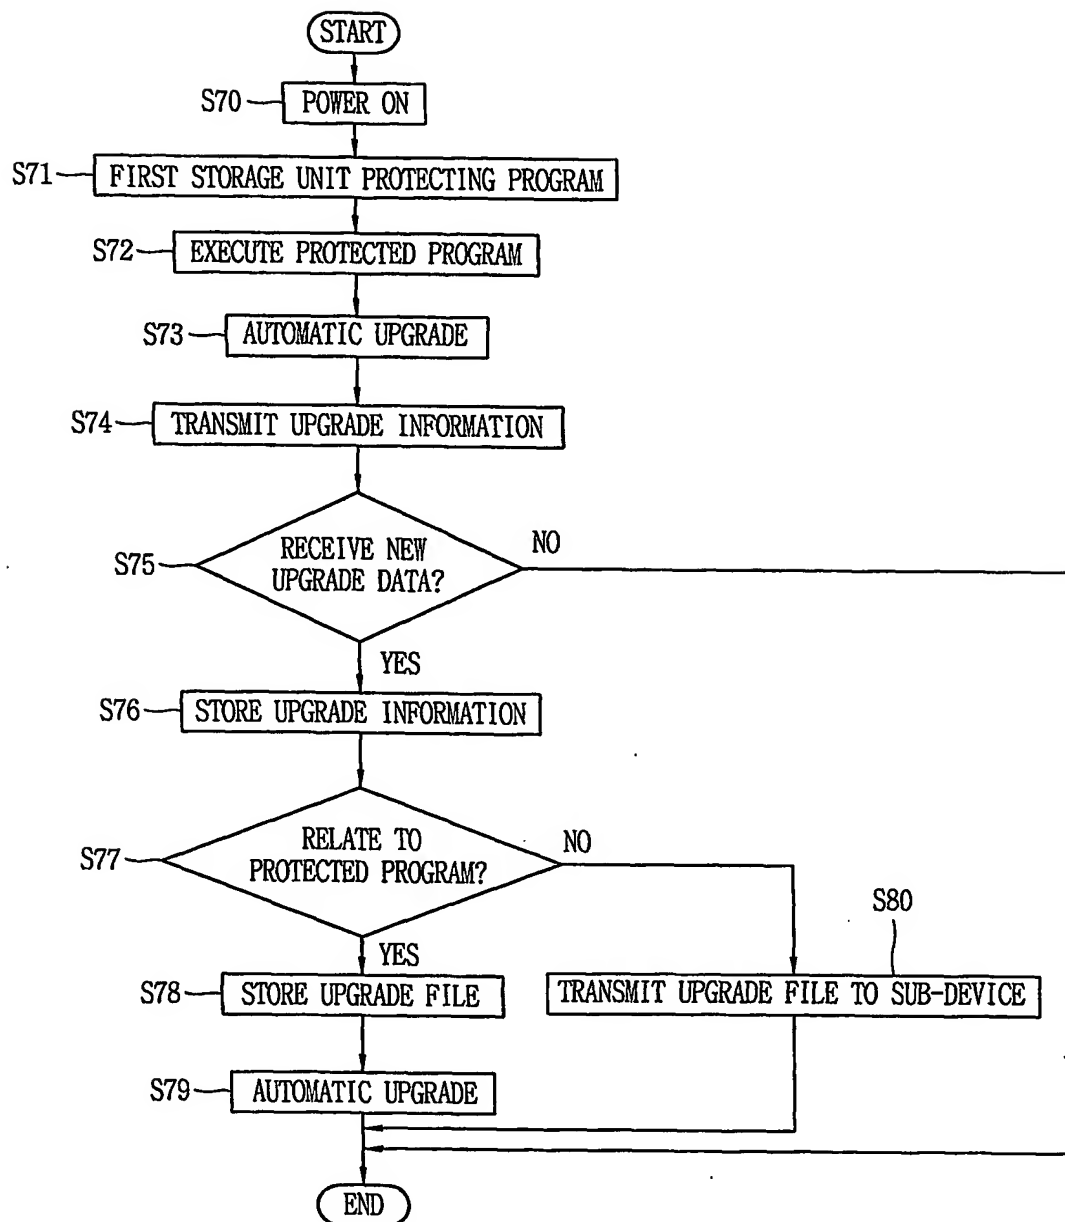 START
S70
POWER ON
S71
FIRST STORAGE UNIT PROTECTING PROGRAM
S72
EXECUTE PROTECTED PROGRAM
S73
AUTOMATIC UPGRADE
S74
TRANSMIT UPGRADE INFORMATION
S75
RECEIVE NEW
UPGRADE DATA?
NO
YES
S76
STORE UPGRADE INFORMATION
S77
RELATE TO
PROTECTED PROGRAM?
NO
YES
S80
S78
STORE UPGRADE FILE
TRANSMIT UPGRADE FILE TO SUB-DEVICE
S79
AUTOMATIC UPGRADE
END